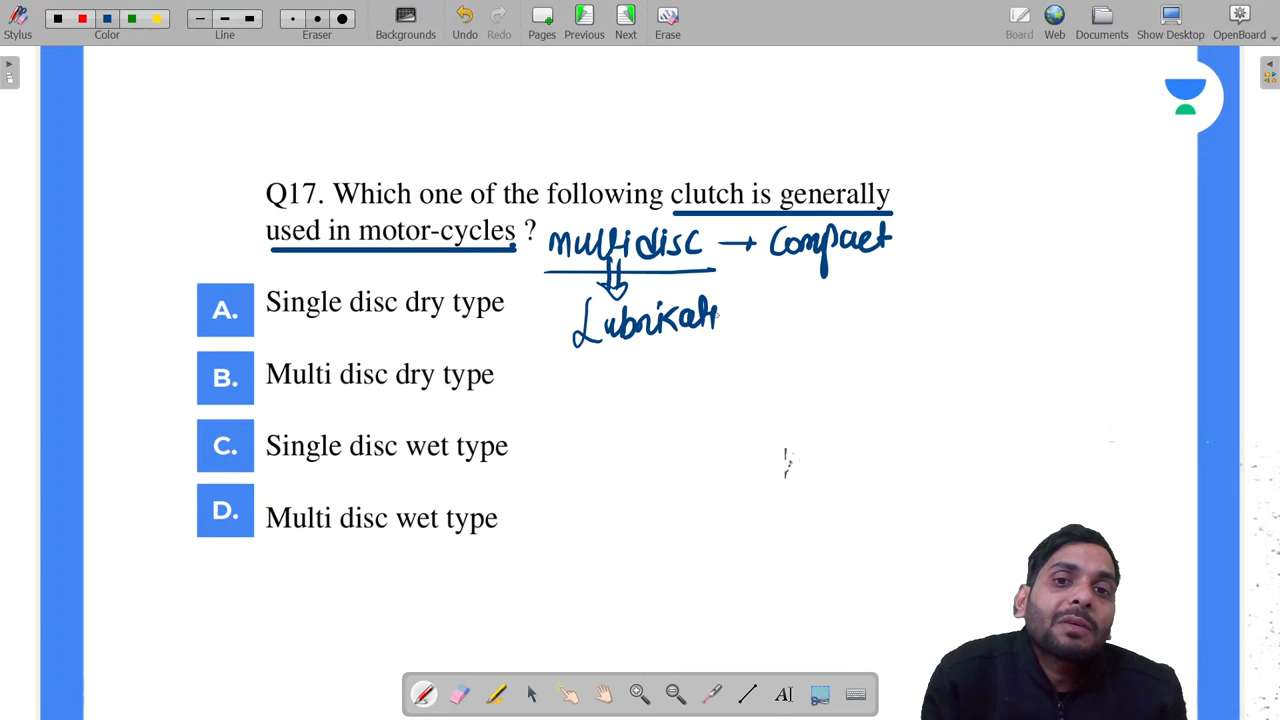 Stylus
Color
Line
Eraser
Backgrounds
Undo
Redo
Pages
Previous
Next
Erase
Board
Web
Documents
Show Desktop
OpenBoard
Q17. Which one of the following clutch is generally
used in motor-cycles ?
multidisc → compact
Lubricat
A. Single disc dry type
B. Multi disc dry type
C. Single disc wet type
D. Multi disc wet type
AI